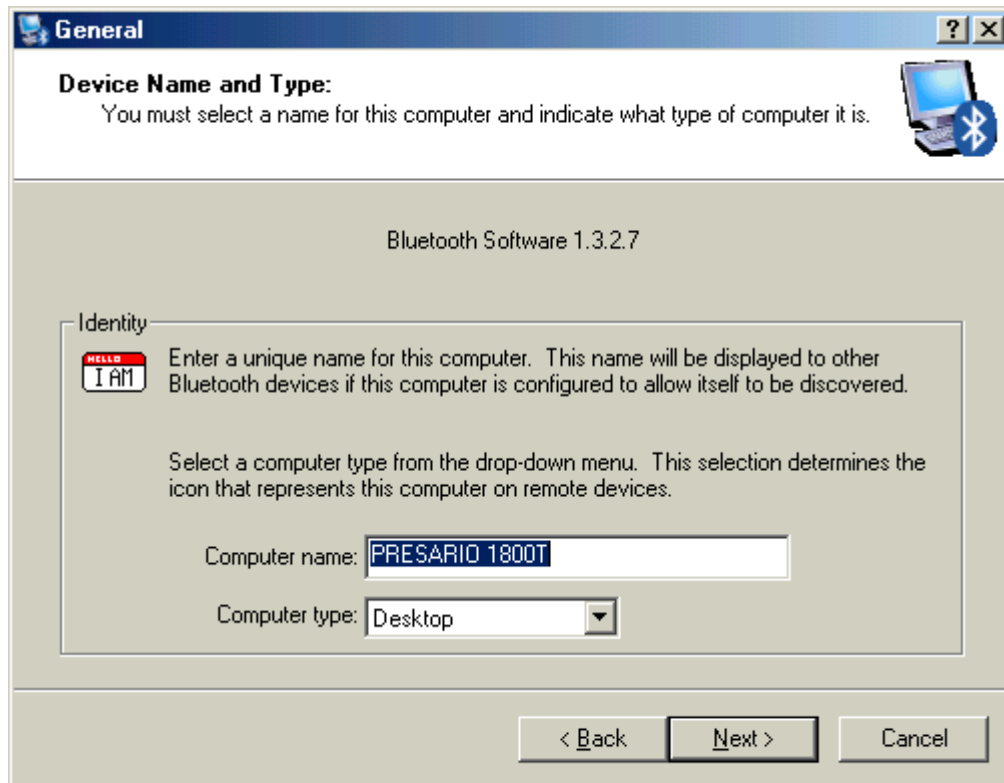 General
Device Name and Type:
You must select a name for this computer and indicate what type of computer it is.
Bluetooth Software 1.3.2.7
Identity
HELLO
I AM
Enter a unique name for this computer.  This name will be displayed to other
Bluetooth devices if this computer is configured to allow itself to be discovered.
Select a computer type from the drop-down menu.  This selection determines the
icon that represents this computer on remote devices.
Computer name: PRESARIO 1800T
Computer type: Desktop
< Back Next > Cancel